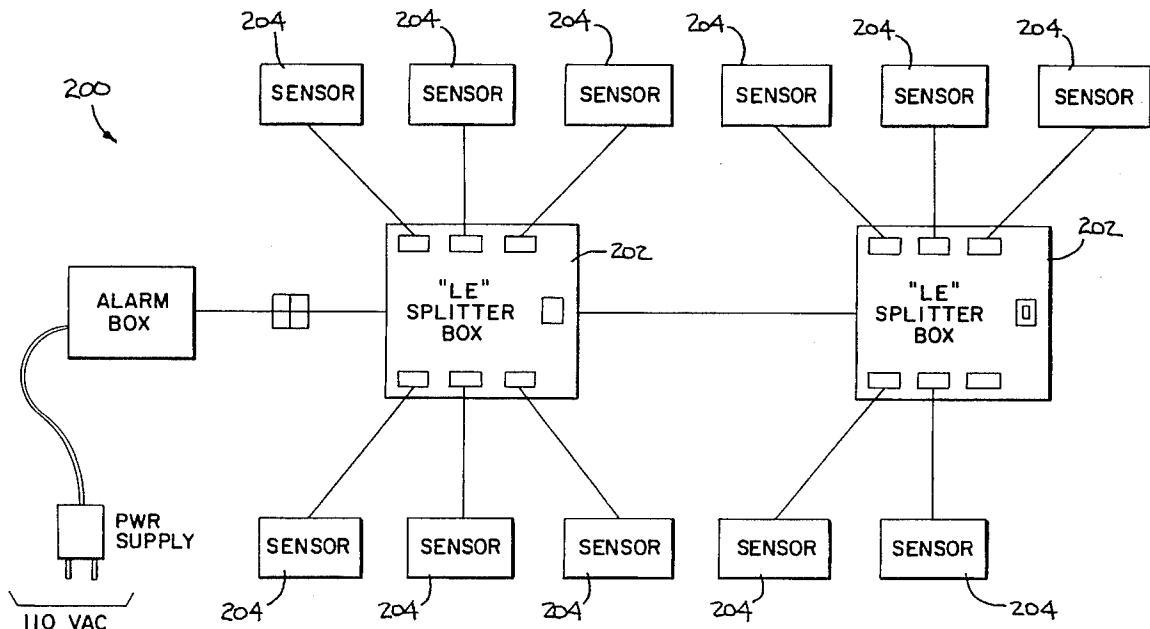 204 204 204 204 204 204
200
SENSOR SENSOR SENSOR SENSOR SENSOR SENSOR
202 202
ALARM
BOX
"LE"
SPLITTER
BOX
"LE"
SPLITTER
BOX
PWR
SUPPLY
SENSOR SENSOR SENSOR SENSOR SENSOR
204 204 204 204 204
110 VAC